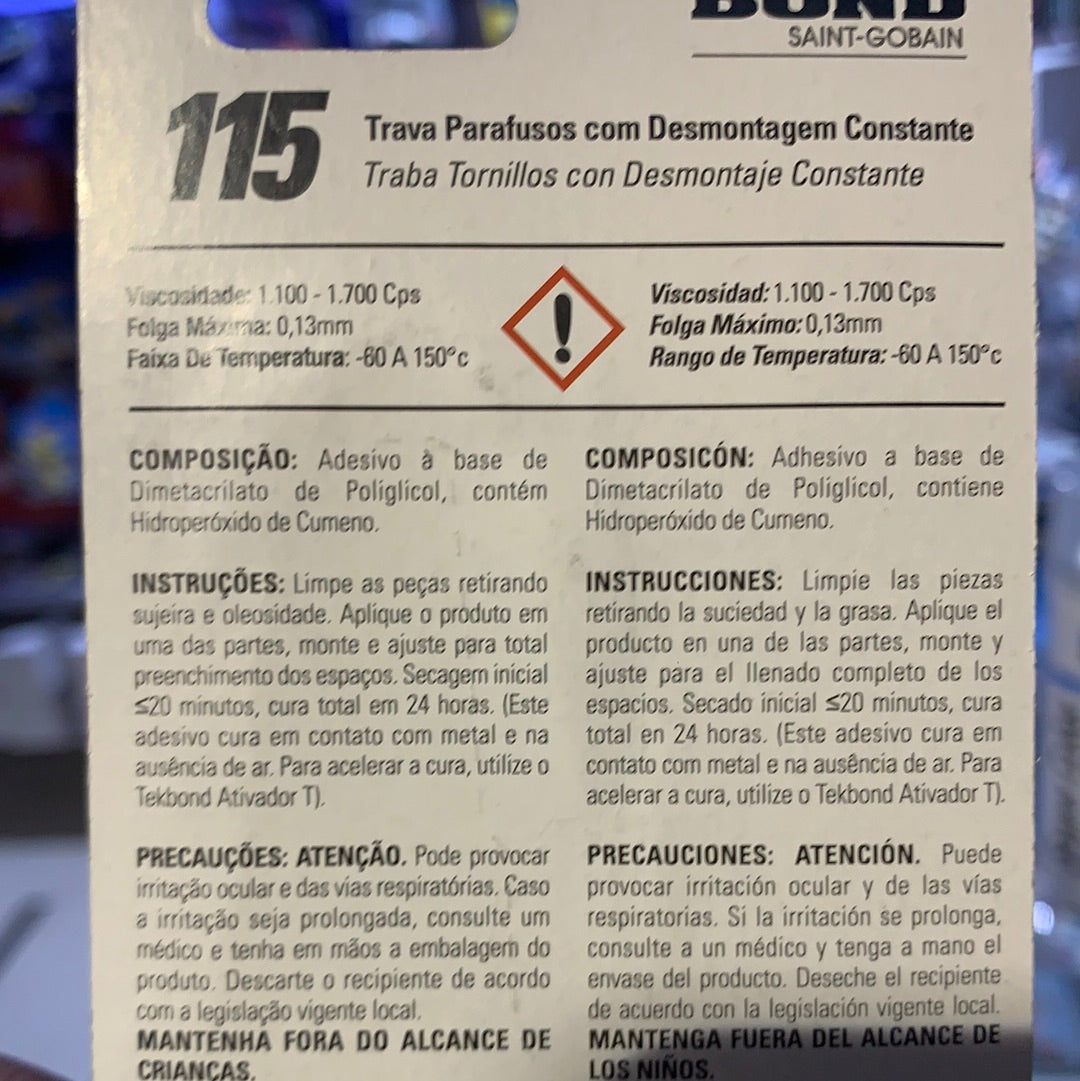 BOND
SAINT-GOBAIN
115
Trava Parafusos com Desmontagem Constante
Traba Tornillos con Desmontaje Constante
Viscosidade: 1.100 - 1.700 Cps
Folga Máxima: 0,13mm
Faixa De Temperatura: -60 A 150°c
Viscosidad: 1.100 - 1.700 Cps
Folga Máximo: 0,13mm
Rango de Temperatura: -60 A 150°c
COMPOSIÇÃO: Adesivo à base de
Dimetacrilato de Poliglicol, contém
Hidroperóxido de Cumeno.
INSTRUÇÕES: Limpe as peças retirando
sujeira e oleosidade. Aplique o produto em
uma das partes, monte e ajuste para total
preenchimento dos espaços. Secagem inicial
≤20 minutos, cura total em 24 horas. (Este
adesivo cura em contato com metal e na
ausência de ar. Para acelerar a cura, utilize o
Tekbond Ativador T).
PRECAUÇÕES: ATENÇÃO. Pode provocar
irritação ocular e das vias respiratórias. Caso
a irritação seja prolongada, consulte um
médico e tenha em mãos a embalagem do
produto. Descarte o recipiente de acordo
com a legislação vigente local.
MANTENHA FORA DO ALCANCE DE
CRIANÇAS.
COMPOSICÓN: Adhesivo a base de
Dimetacrilato de Poliglicol, contiene
Hidroperóxido de Cumeno.
INSTRUCCIONES: Limpie las piezas
retirando la suciedad y la grasa. Aplique el
producto en una de las partes, monte y
ajuste para el llenado completo de los
espacios. Secado inicial ≤20 minutos, cura
total en 24 horas. (Este adesivo cura em
contato com metal e na ausência de ar. Para
acelerar a cura, utilize o Tekbond Ativador T).
PRECAUCIONES: ATENCIÓN. Puede
provocar irritación ocular y de las vías
respiratorias. Si la irritación se prolonga,
consulte a un médico y tenga a mano el
envase del producto. Deseche el recipiente
de acuerdo con la legislación vigente local.
MANTENGA FUERA DEL ALCANCE DE
LOS NIÑOS.